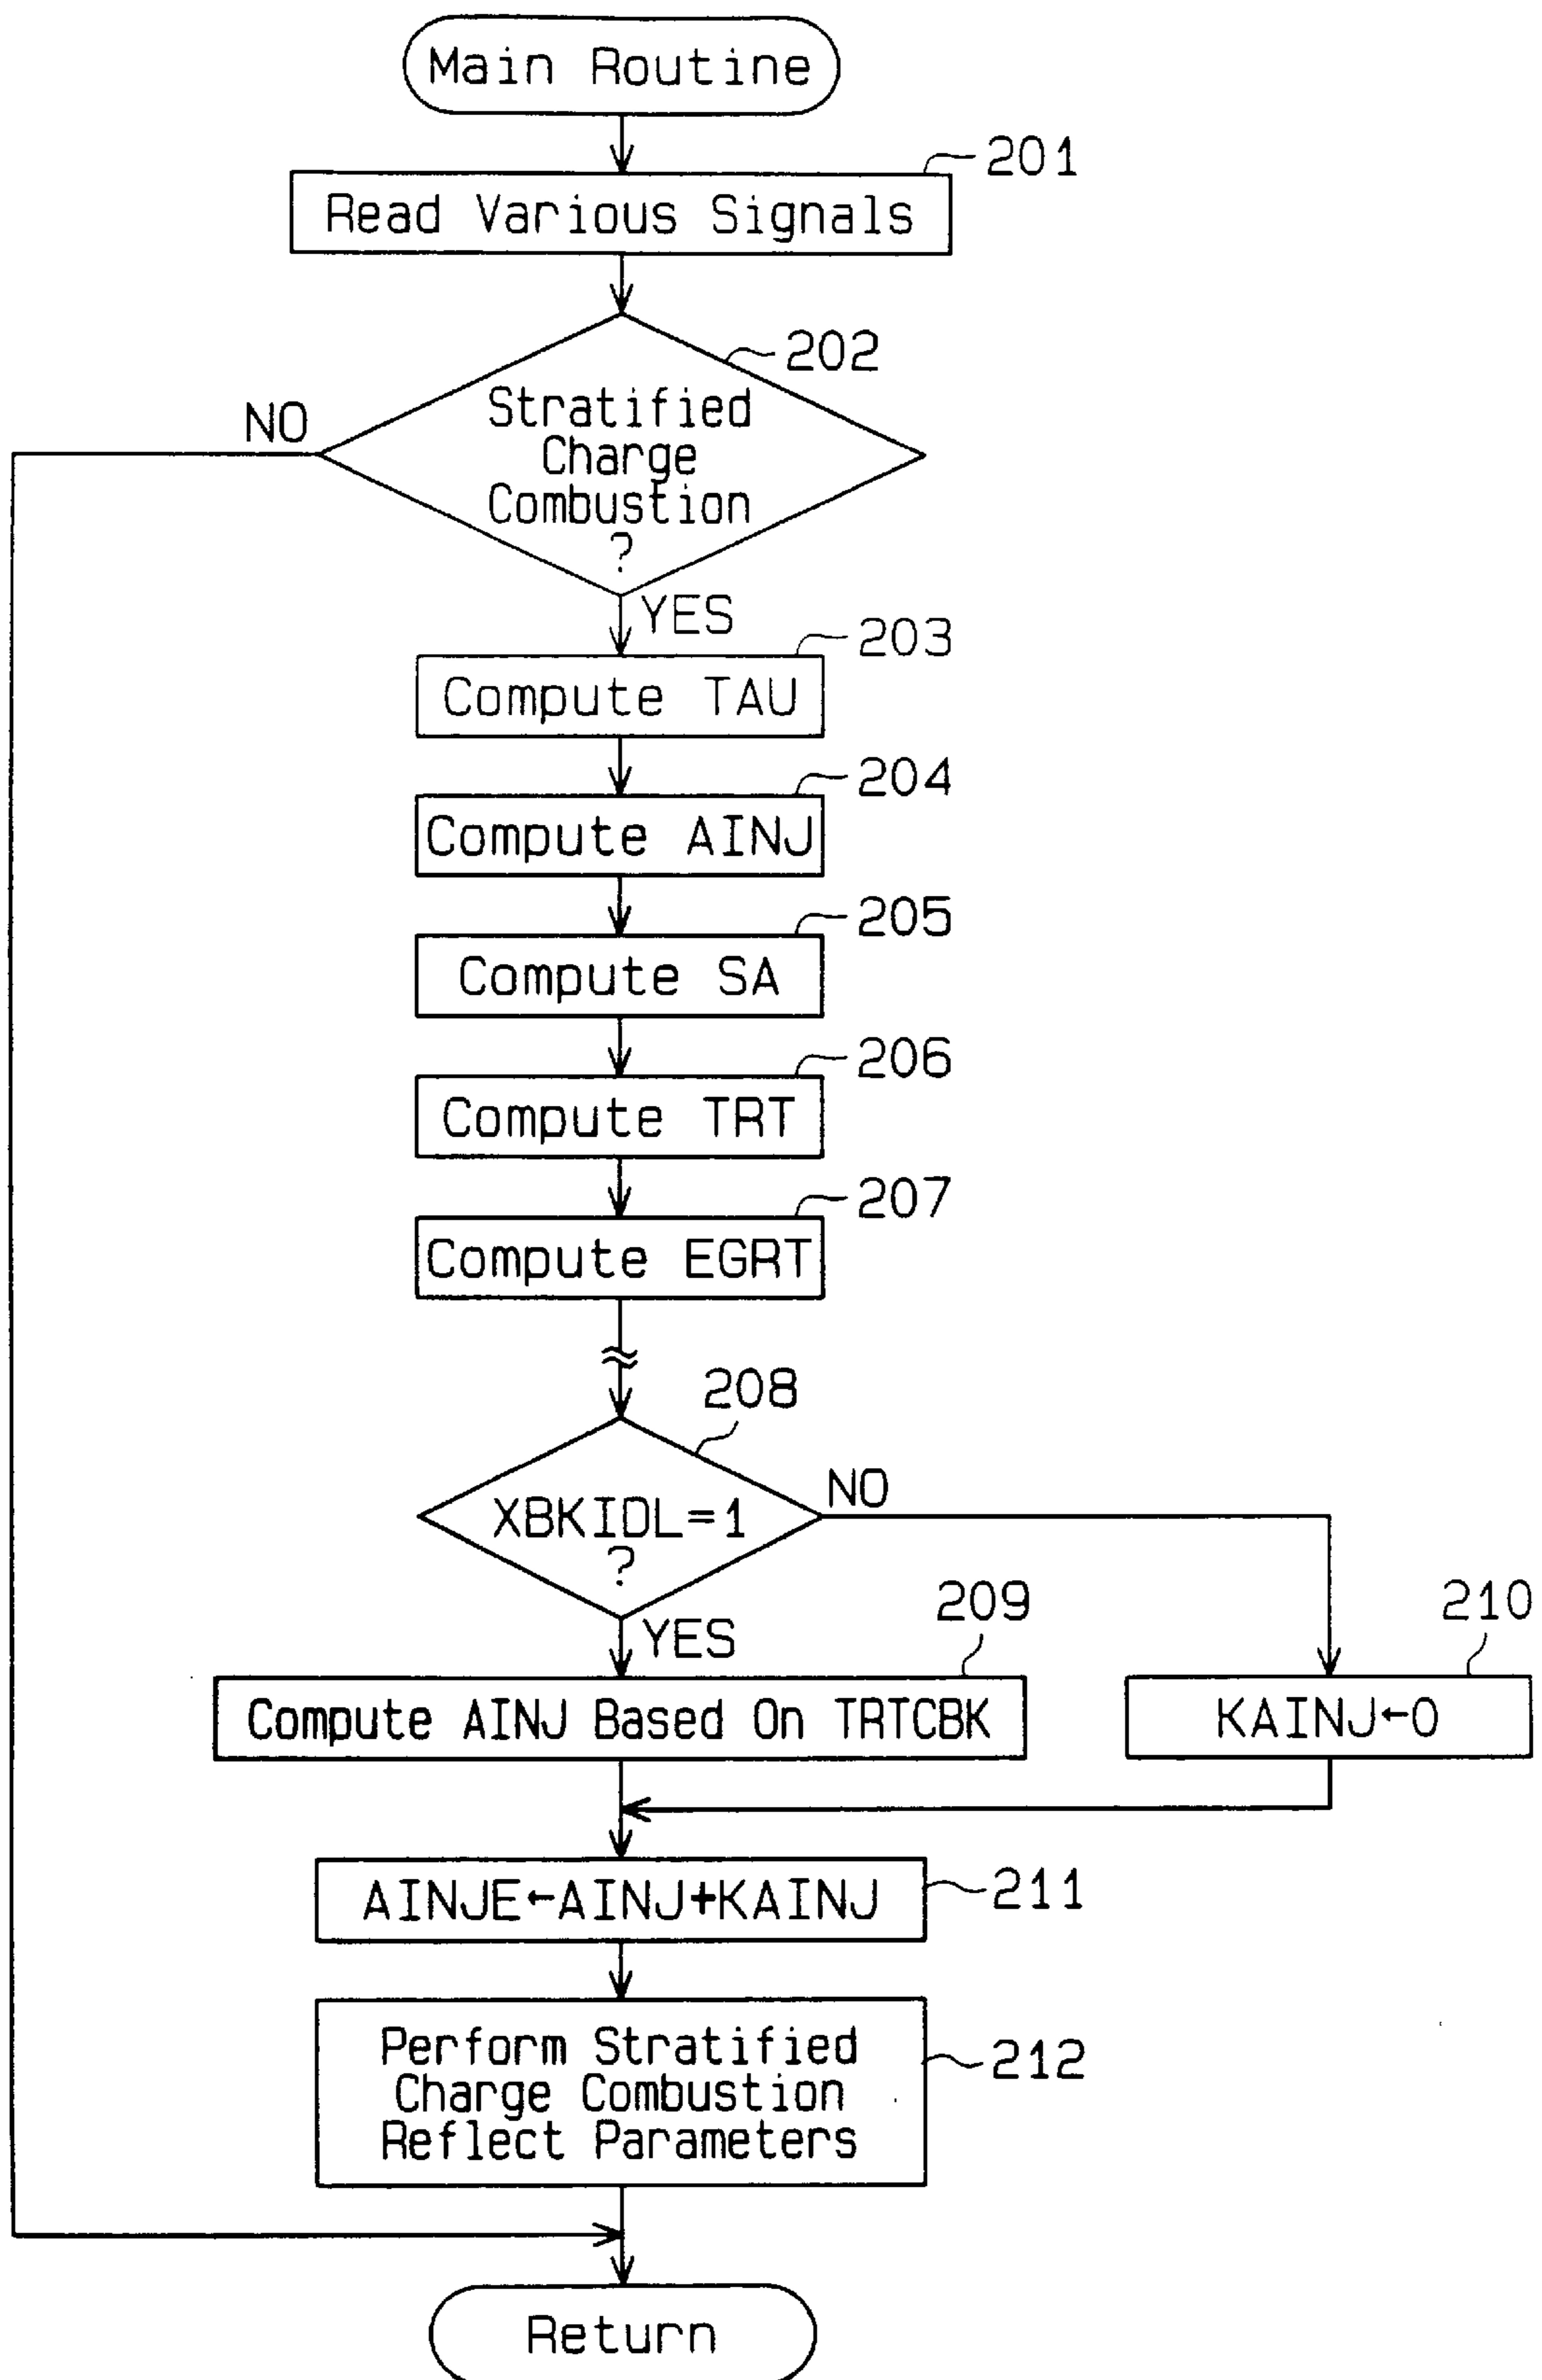 Main Routine
201
Read Various Signals
202
NO
Stratified
Charge
Combustion
?
YES
203
Compute TAU
204
Compute AINJ
205
Compute SA
206
Compute TRT
207
Compute EGRT
208
NO
XBKIDL=1
?
YES
209
210
Compute AINJ Based On TRTCBK
KAINJ←0
AINJE←AINJ+KAINJ
211
Perform Stratified
Charge Combustion
Reflect Parameters
212
Return